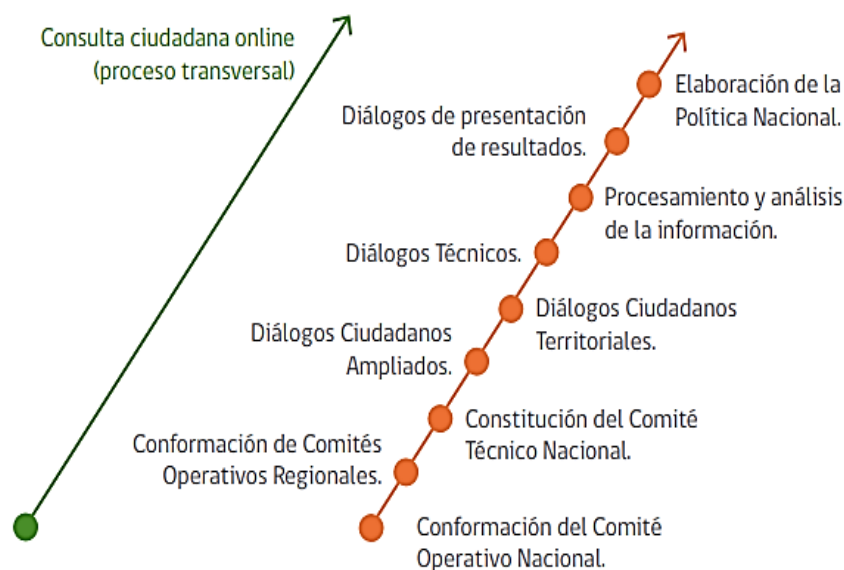 Consulta ciudadana online
(proceso transversal)
Elaboración de la
Política Nacional.
Diálogos de presentación
de resultados.
Procesamiento y análisis
de la información.
Diálogos Técnicos.
Diálogos Ciudadanos
Territoriales.
Diálogos Ciudadanos
Ampliados.
Constitución del Comité
Técnico Nacional.
Conformación de Comités
Operativos Regionales.
Conformación del Comité
Operativo Nacional.